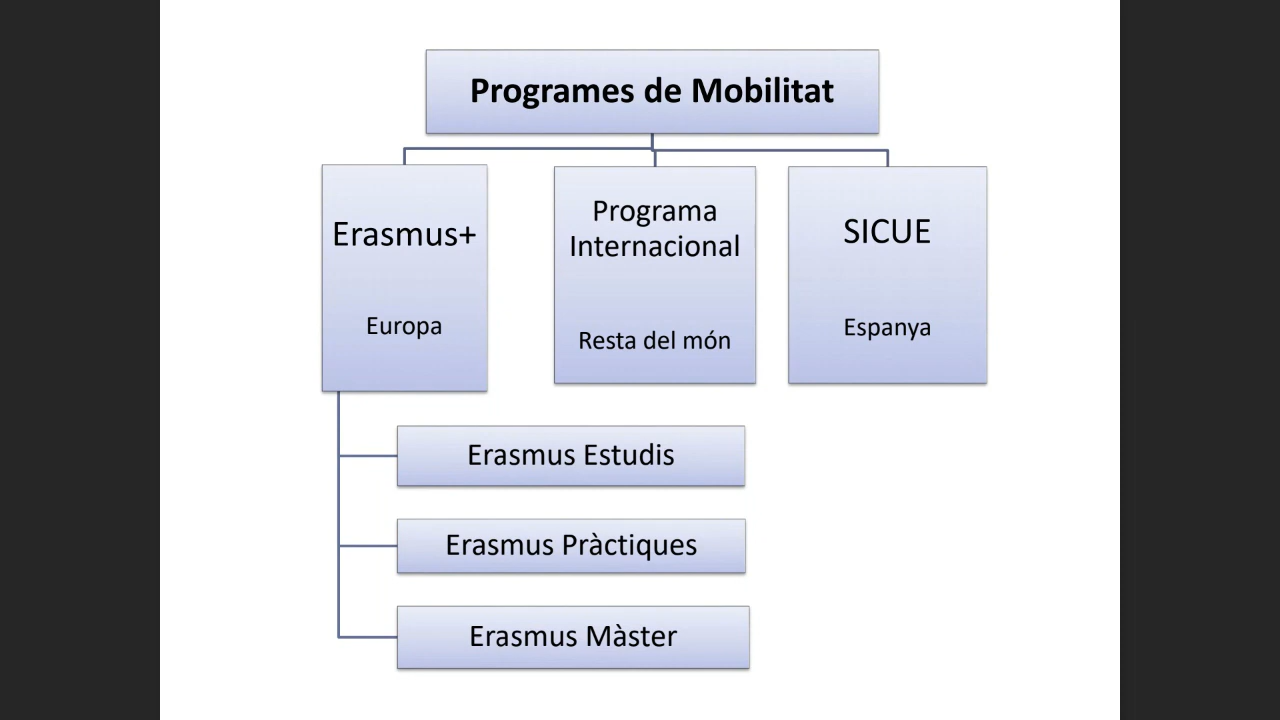 Programes de Mobilitat
Erasmus+
Europa
Programa
Internacional
Resta del món
SICUE
Espanya
Erasmus Estudis
Erasmus Pràctiques
Erasmus Màster